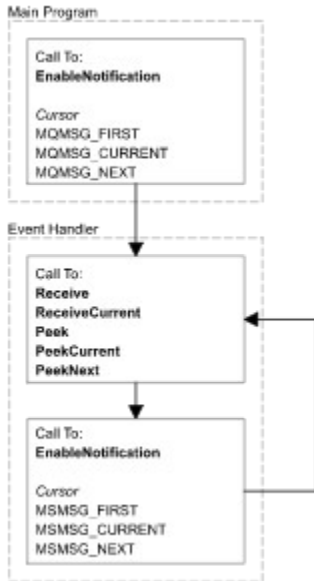 Main Program
Call To:
EnableNotification
Cursor
MQMSG_FIRST
MQMSG_CURRENT
MQMSG_NEXT
Event Handler
Call To:
Receive
ReceiveCurrent
Peek
PeekCurrent
PeekNext
Call To:
EnableNotification
Cursor
MSMSG_FIRST
MSMSG_CURRENT
MSMSG_NEXT